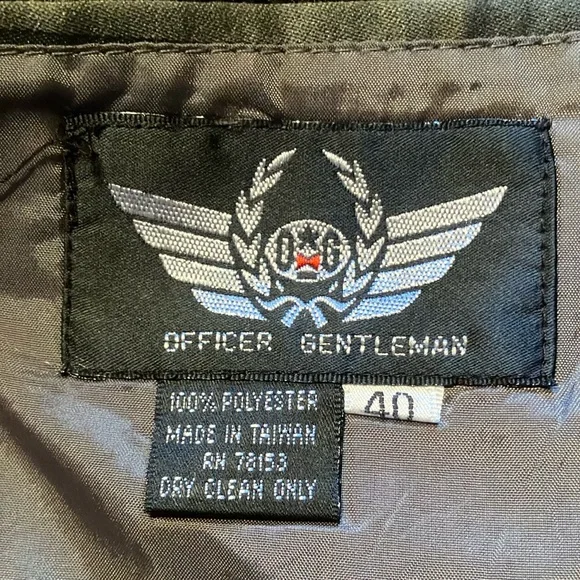 O G
OFFICER GENTLEMAN
100% POLYESTER
MADE IN TAIWAN
RN 78153
DRY CLEAN ONLY
40